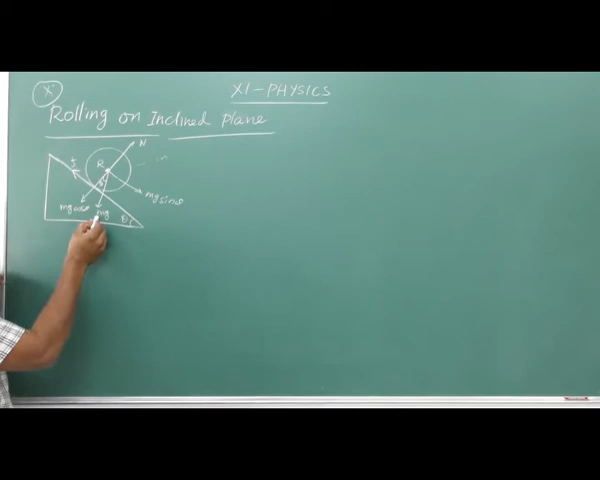 X
XI-PHYSICS
Rolling on Inclined plane
N
f
R
m
θ
mg sinθ
mg cosθ
mg
θ